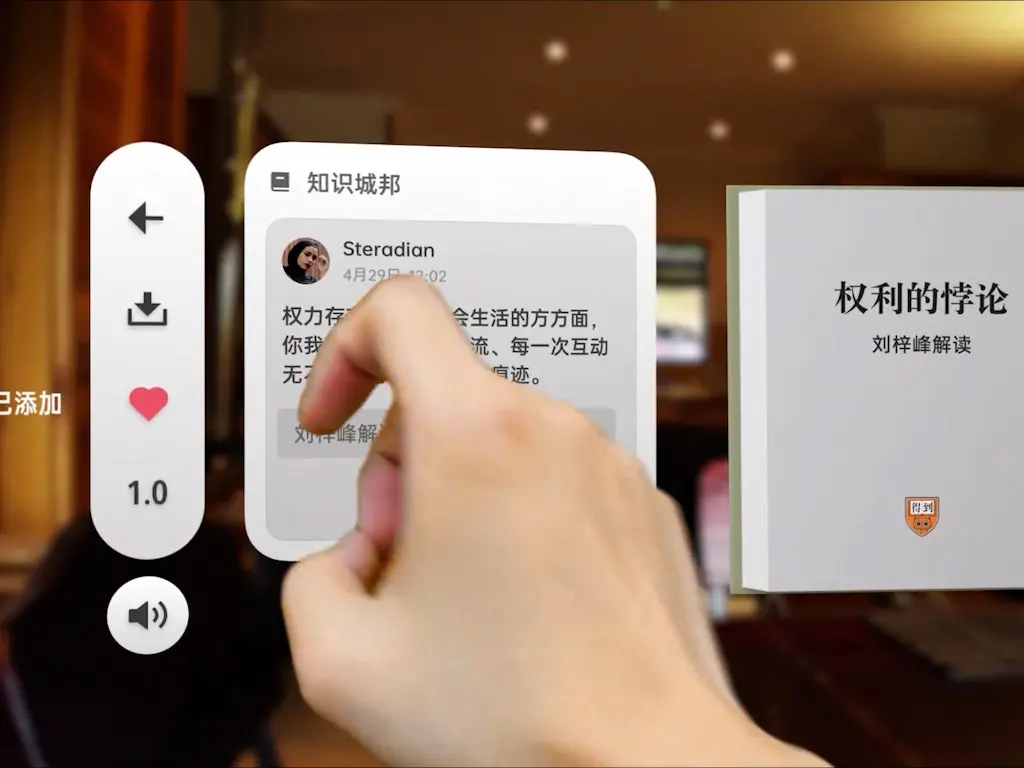 已添加
1.0
知识城邦
Steradian
4月29日 12:02
权力存 会生活的方方面，
你我 流、每一次互动
无 痕迹。
刘梓峰解
权利的悖论
刘梓峰解读
得到